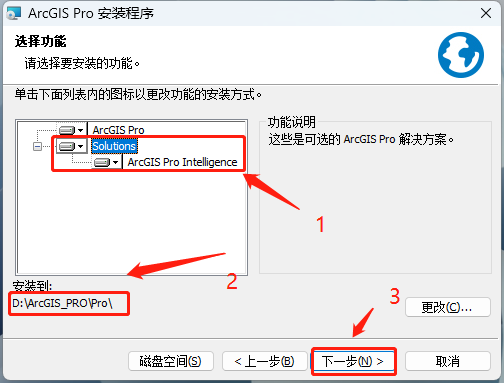 ArcGIS Pro 安装程序
选择功能
请选择要安装的功能。
单击下面列表内的图标以更改功能的安装方式。
ArcGIS Pro
Solutions
ArcGIS Pro Intelligence
功能说明
这些是可选的 ArcGIS Pro 解决方案。
1
2
安装到:
D:\ArcGIS_PRO\Pro\
3
更改(C)...
磁盘空间(S)
< 上一步(B)
下一步(N) >
取消